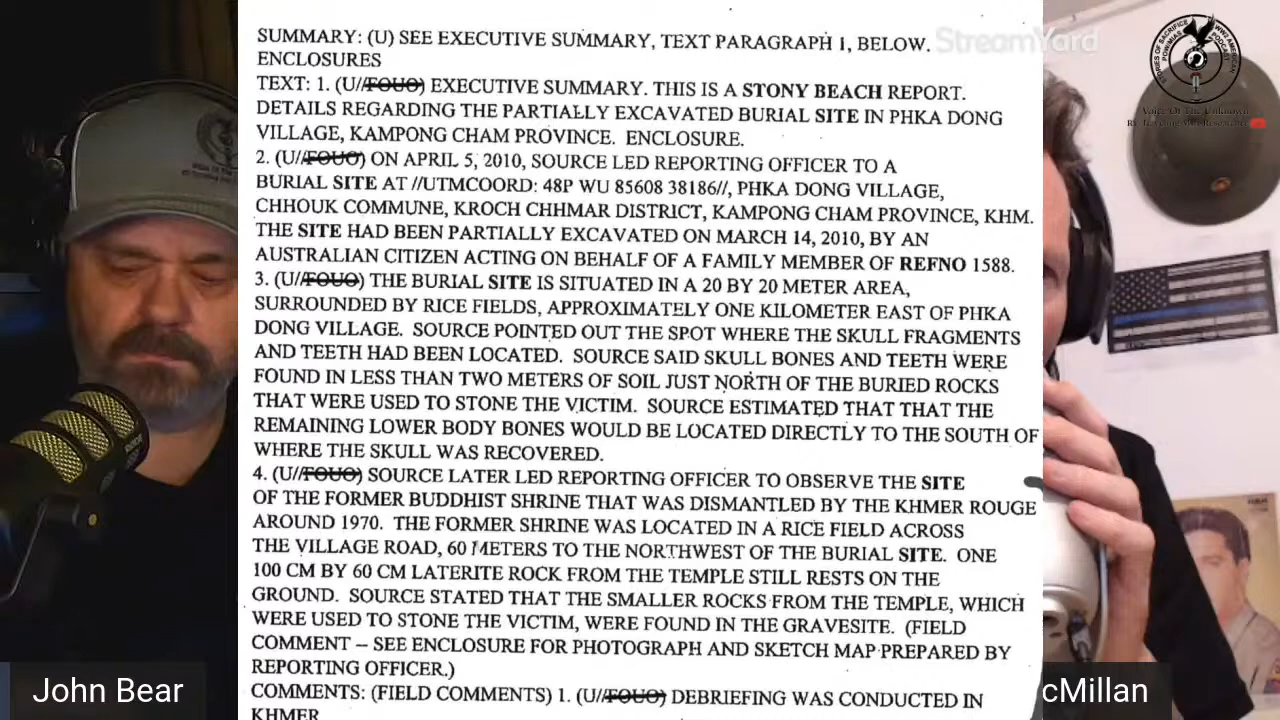 SUMMARY: (U) SEE EXECUTIVE SUMMARY, TEXT PARAGRAPH 1, BELOW.
ENCLOSURES
TEXT: 1. (U//FOUO) EXECUTIVE SUMMARY. THIS IS A STONY BEACH REPORT.
DETAILS REGARDING THE PARTIALLY EXCAVATED BURIAL SITE IN PHKA DONG
VILLAGE, KAMPONG CHAM PROVINCE. ENCLOSURE.
2. (U//FOUO) ON APRIL 5, 2010, SOURCE LED REPORTING OFFICER TO A
BURIAL SITE AT //UTMCOORD: 48P WU 85608 38186//, PHKA DONG VILLAGE,
CHHOUK COMMUNE, KROCH CHHMAR DISTRICT, KAMPONG CHAM PROVINCE, KHM.
THE SITE HAD BEEN PARTIALLY EXCAVATED ON MARCH 14, 2010, BY AN
AUSTRALIAN CITIZEN ACTING ON BEHALF OF A FAMILY MEMBER OF REFNO 1588.
3. (U//FOUO) THE BURIAL SITE IS SITUATED IN A 20 BY 20 METER AREA,
SURROUNDED BY RICE FIELDS, APPROXIMATELY ONE KILOMETER EAST OF PHKA
DONG VILLAGE. SOURCE POINTED OUT THE SPOT WHERE THE SKULL FRAGMENTS
AND TEETH HAD BEEN LOCATED. SOURCE SAID SKULL BONES AND TEETH WERE
FOUND IN LESS THAN TWO METERS OF SOIL JUST NORTH OF THE BURIED ROCKS
THAT WERE USED TO STONE THE VICTIM. SOURCE ESTIMATED THAT THAT THE
REMAINING LOWER BODY BONES WOULD BE LOCATED DIRECTLY TO THE SOUTH OF
WHERE THE SKULL WAS RECOVERED.
4. (U//FOUO) SOURCE LATER LED REPORTING OFFICER TO OBSERVE THE SITE
OF THE FORMER BUDDHIST SHRINE THAT WAS DISMANTLED BY THE KHMER ROUGE
AROUND 1970. THE FORMER SHRINE WAS LOCATED IN A RICE FIELD ACROSS
THE VILLAGE ROAD, 60 METERS TO THE NORTHWEST OF THE BURIAL SITE. ONE
100 CM BY 60 CM LATERITE ROCK FROM THE TEMPLE STILL RESTS ON THE
GROUND. SOURCE STATED THAT THE SMALLER ROCKS FROM THE TEMPLE, WHICH
WERE USED TO STONE THE VICTIM, WERE FOUND IN THE GRAVESITE. (FIELD
COMMENT – SEE ENCLOSURE FOR PHOTOGRAPH AND SKETCH MAP PREPARED BY
REPORTING OFFICER.)
COMMENTS: (FIELD COMMENTS) 1. (U//FOUO) DEBRIEFING WAS CONDUCTED IN
KHMER
StreamYard
Voice Of The Unknown
John Bear
cMillan